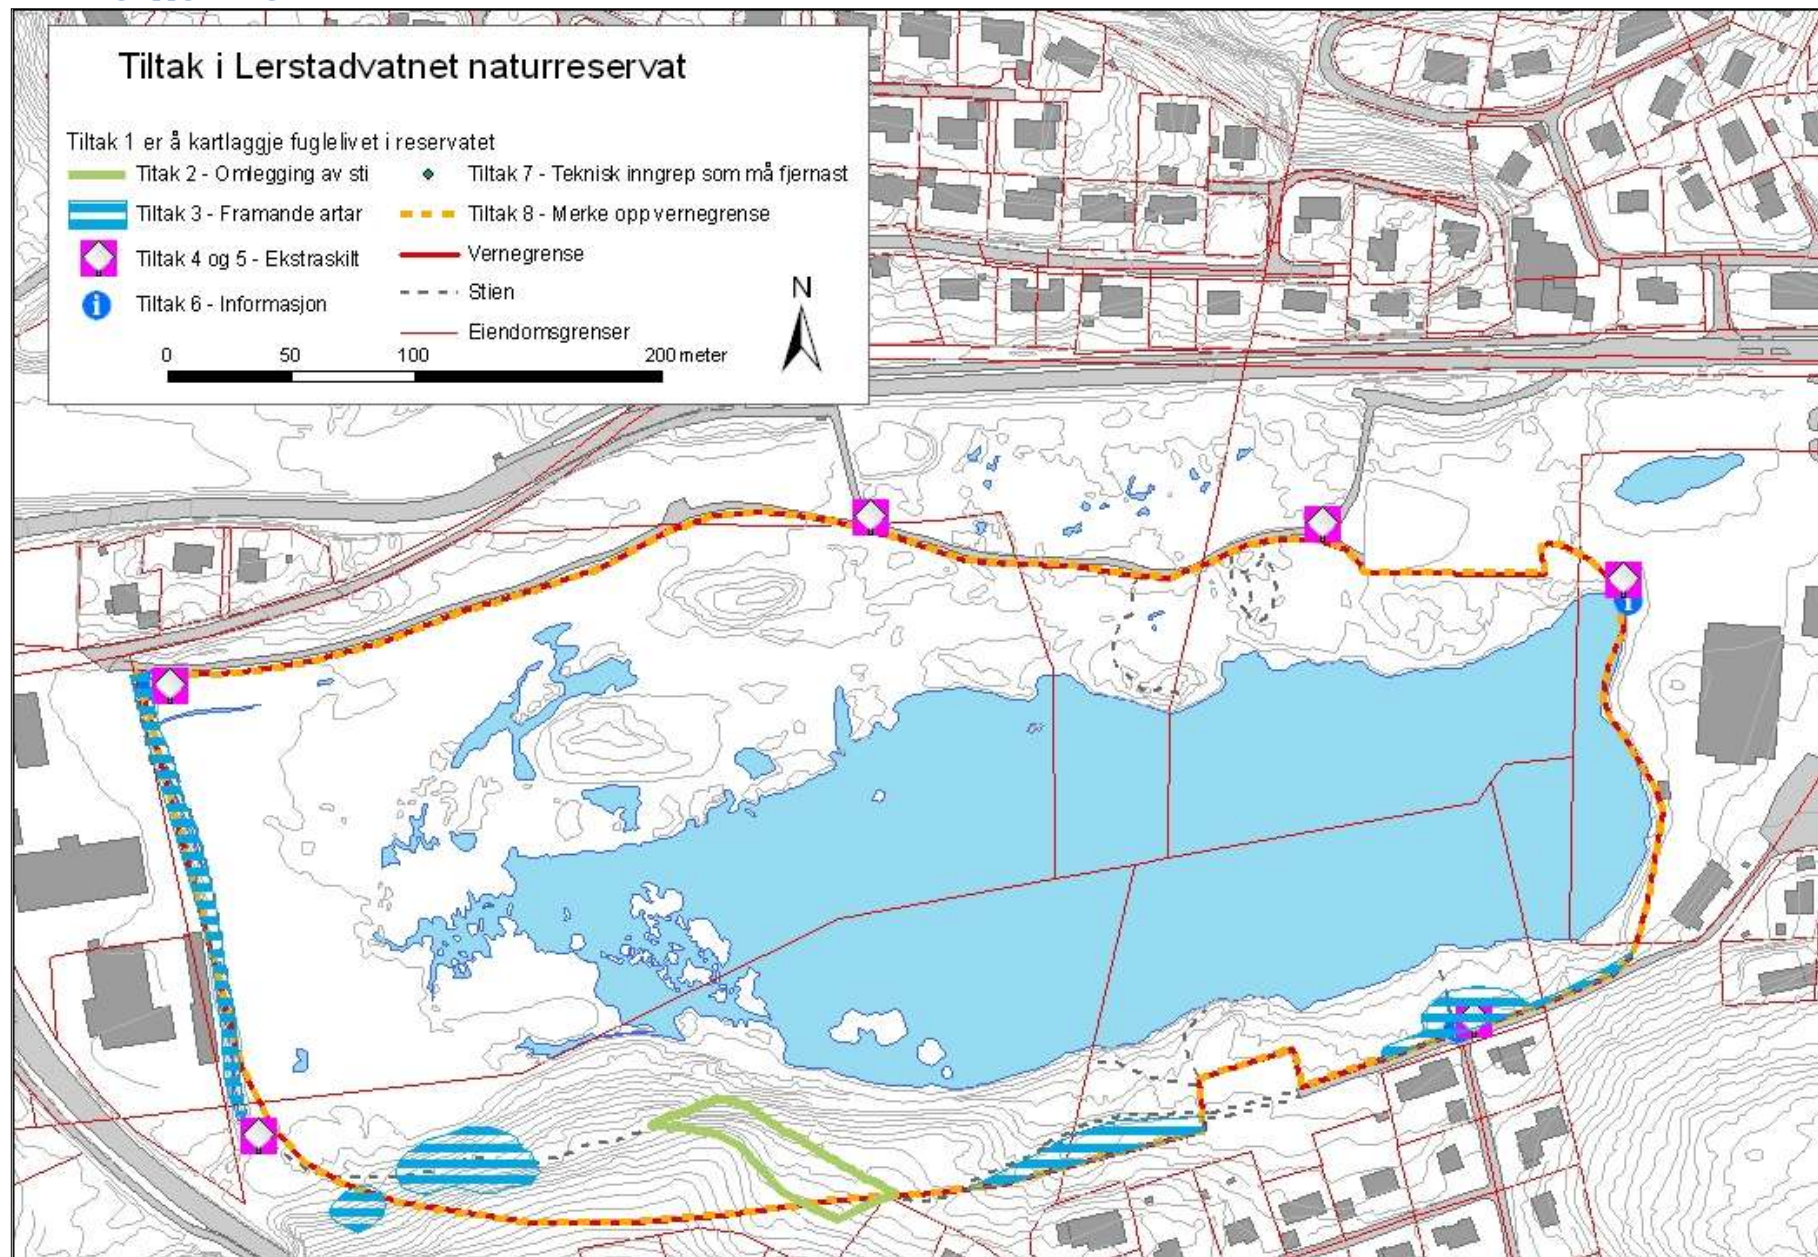 Tiltak i Lerstadvatnet naturreservat
Tiltak 1 er å kartlaggje fuglelivet i reservatet
Titak 2 - Omlegging av sti
Tiltak 3 - Framande artar
Tiltak 4 og 5 - Ekstraskilt
Tiltak 6 - Informasjon
Tiltak 7 - Teknisk inngrep som må fjernast
Tiltak 8 - Merke opp vernegrense
Vernegrense
Stien
Eiendomsgrenser
N
0 50 100 200 meter